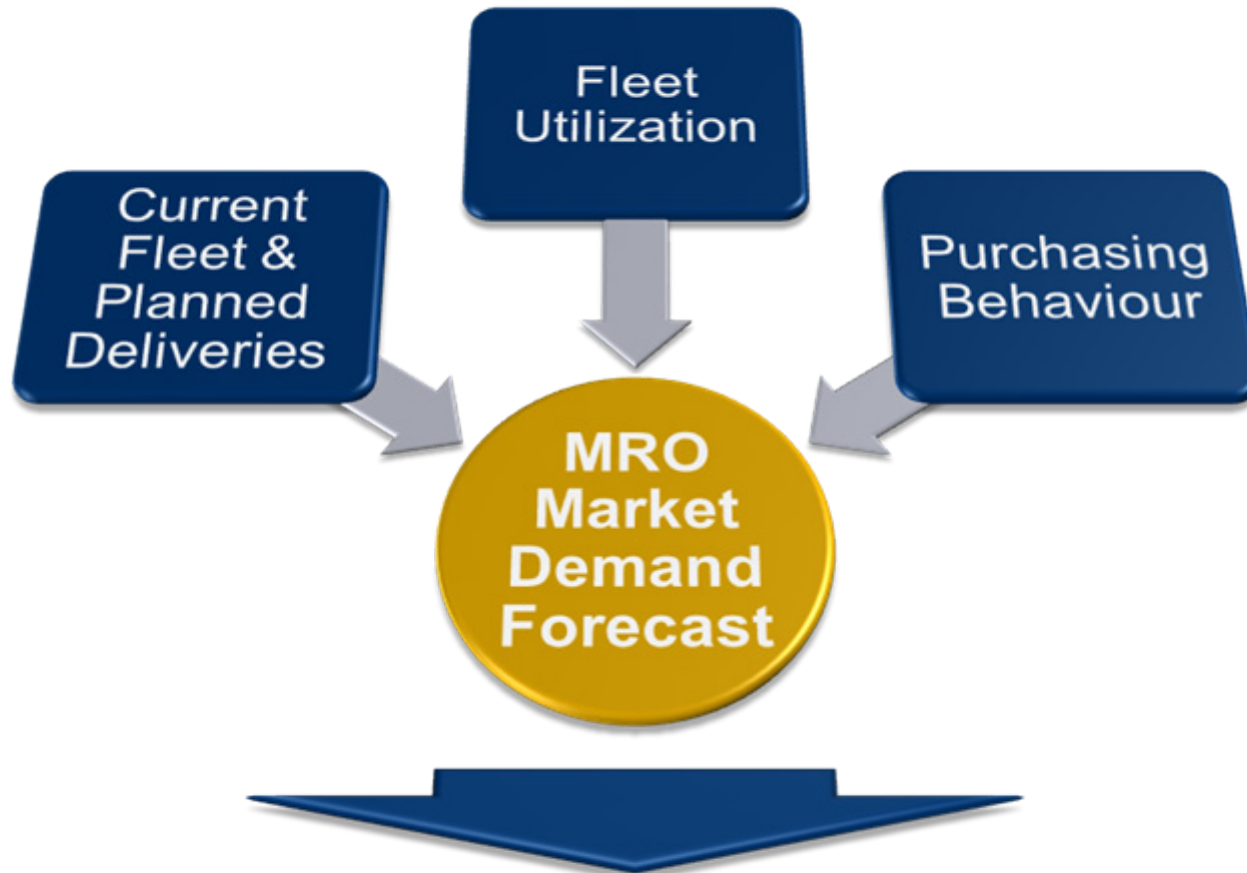 Fleet
Utilization
Current
Fleet &
Planned
Deliveries
Purchasing
Behaviour
MRO
Market
Demand
Forecast